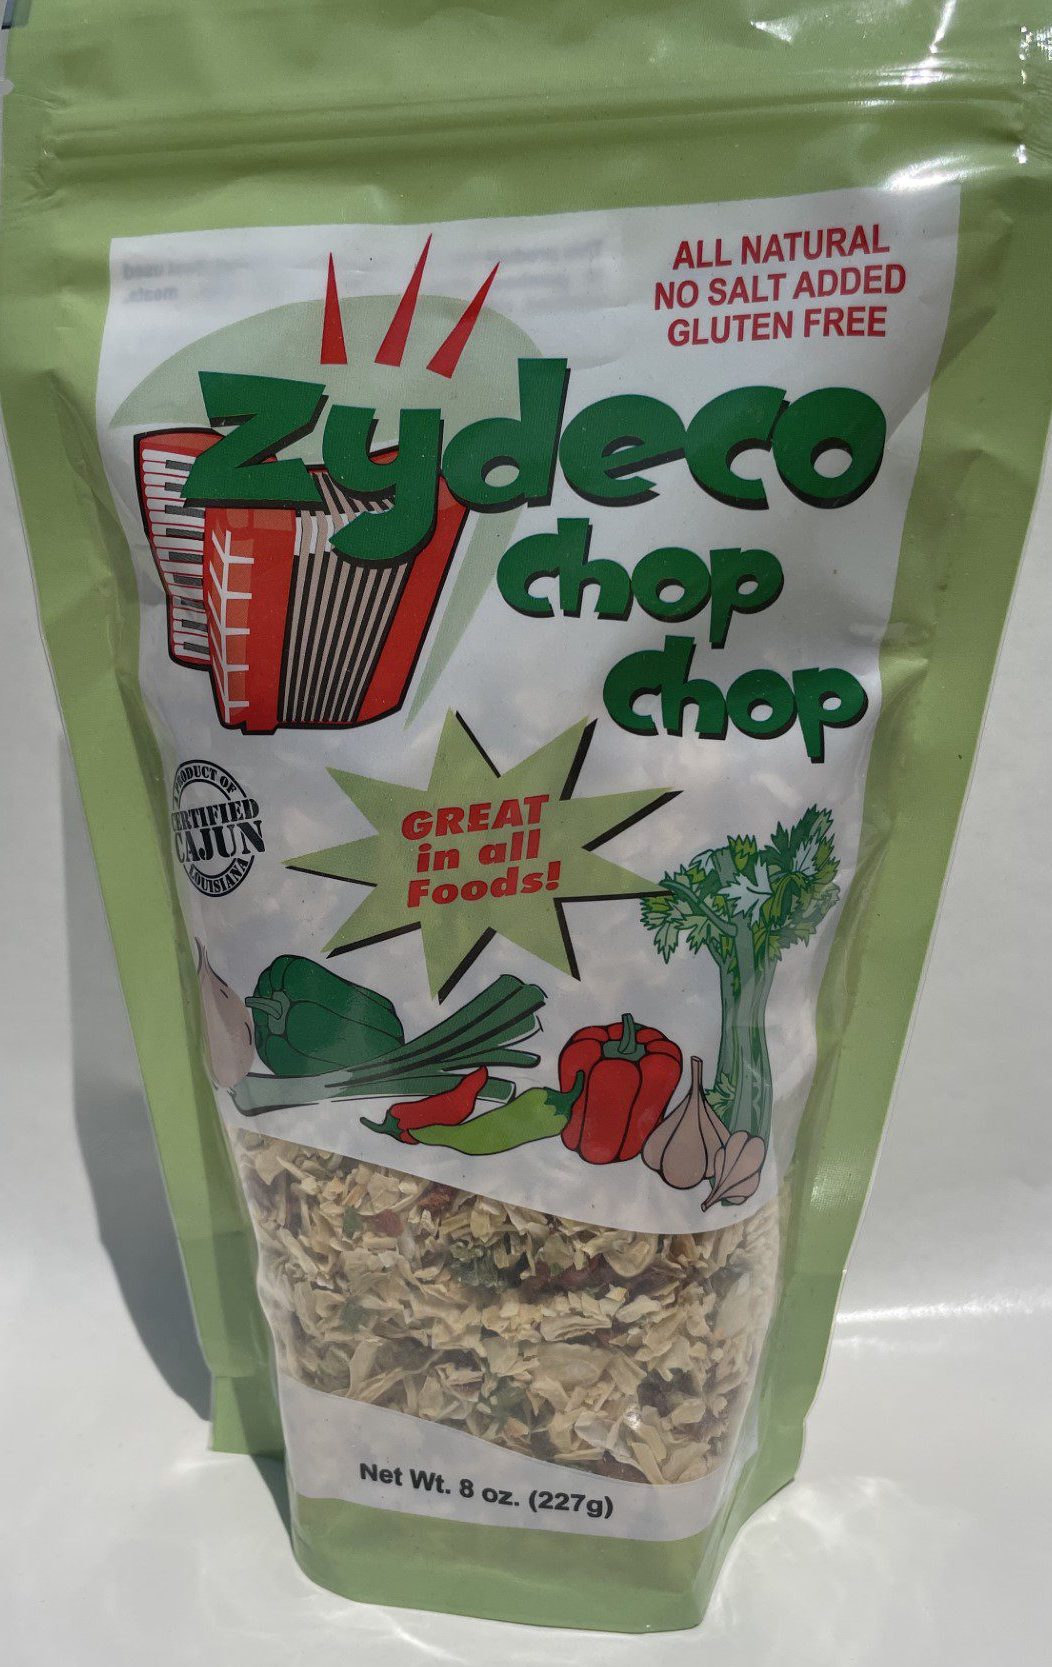 ALL NATURAL
NO SALT ADDED
GLUTEN FREE
Zydeco
chop
chop
A PRODUCT OF
CERTIFIED
CAJUN
LOUISIANA
GREAT
in all
Foods!
Net Wt. 8 oz. (227g)